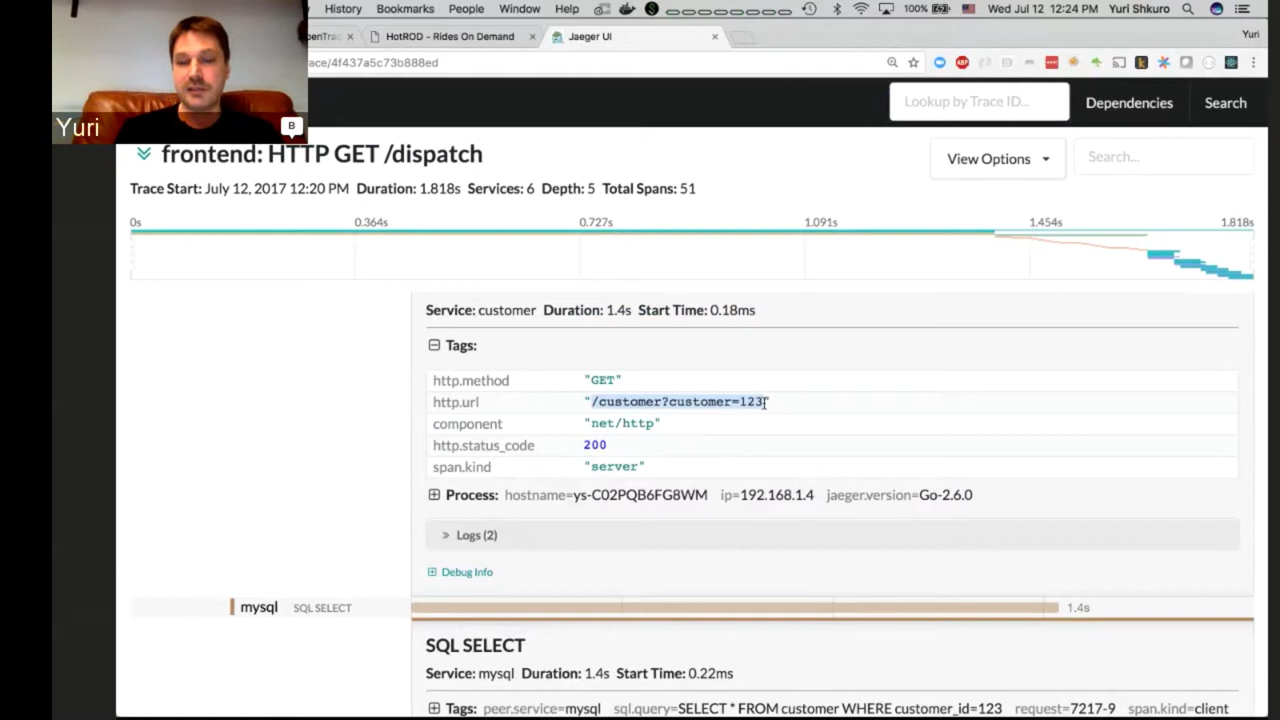 History Bookmarks People Window Help 100% Wed Jul 12 12:24 PM Yuri Shkuro
penTrac × HotROD - Rides On Demand × Jaeger UI × Yuri
ace/4f437a5c73b888ed
Lookup by Trace ID... Dependencies Search
Yuri B
frontend: HTTP GET /dispatch View Options Search...
Trace Start: July 12, 2017 12:20 PM Duration: 1.818s Services: 6 Depth: 5 Total Spans: 51
0s 0.364s 0.727s 1.091s 1.454s 1.818s
Service: customer Duration: 1.4s Start Time: 0.18ms
Tags:
http.method "GET"
http.url "/customer?customer=123"
component "net/http"
http.status_code 200
span.kind "server"
Process: hostname=ys-C02PQB6FG8WM ip=192.168.1.4 jaeger.version=Go-2.6.0
Logs (2)
Debug Info
mysql SQL SELECT 1.4s
SQL SELECT
Service: mysql Duration: 1.4s Start Time: 0.22ms
Tags: peer.service=mysql sql.query=SELECT * FROM customer WHERE customer_id=123 request=7217-9 span.kind=client